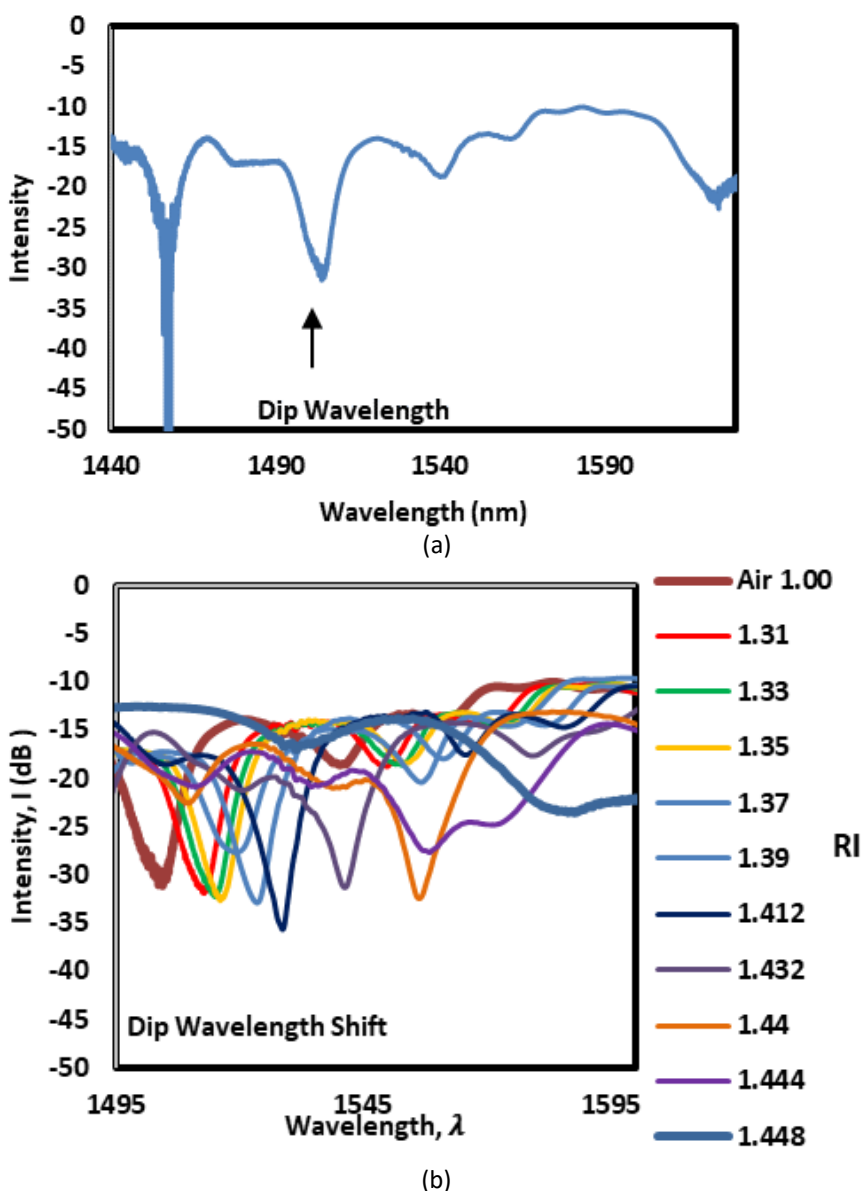 0
-5
-10
-15
-20
-25
-30
-35
-40
-45
-50
Intensity
Dip Wavelength
1440 1490 1540 1590
Wavelength (nm)
(a)
0
-5
-10
-15
-20
-25
-30
-35
-40
-45
-50
Intensity, I (dB )
Dip Wavelength Shift
1495 1545 1595
Wavelength, λ
Air 1.00
1.31
1.33
1.35
1.37
1.39
1.412
1.432
1.44
1.444
1.448
RI
(b)